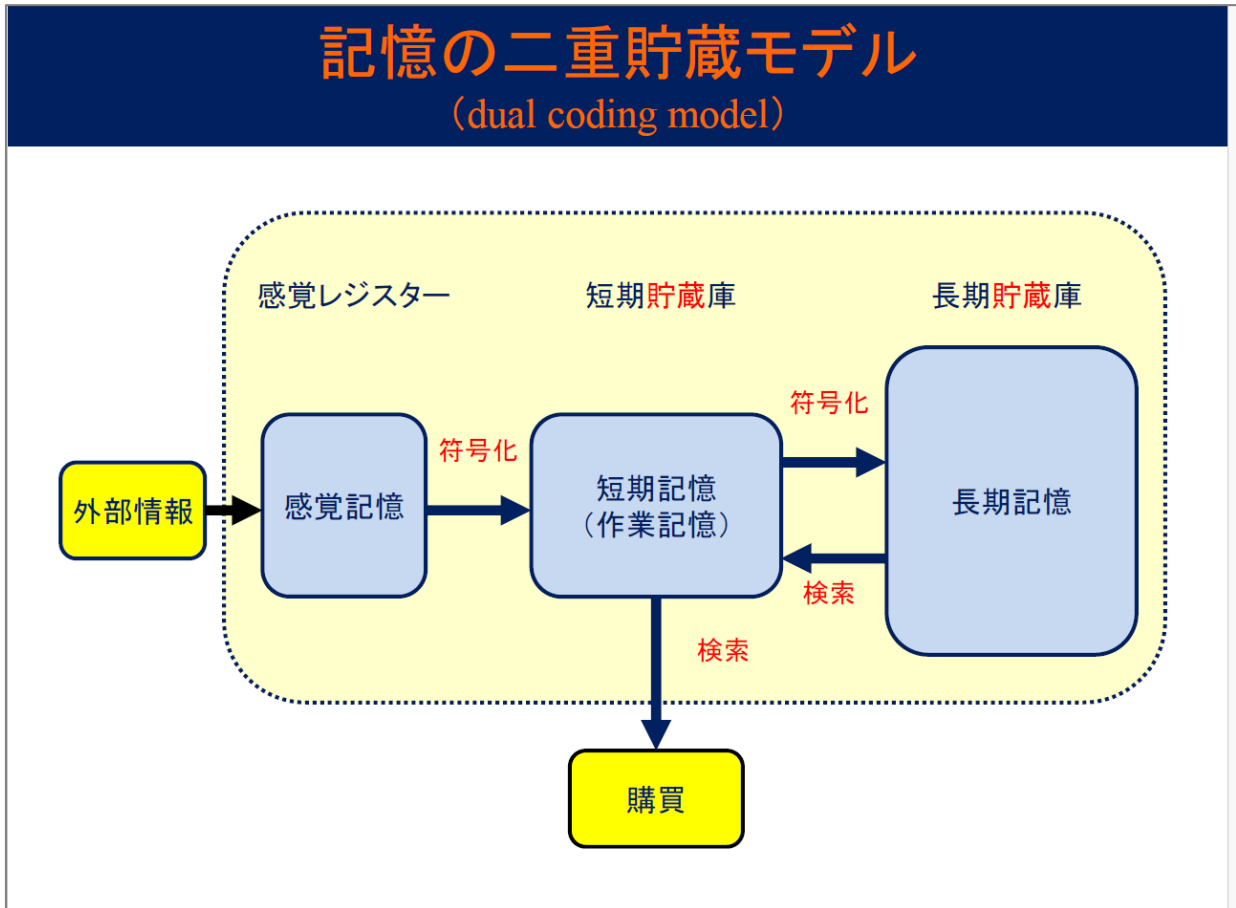 記憶の二重貯蔵モデル
（dual coding model）
感覚レジスター
短期貯蔵庫
長期貯蔵庫
符号化
符号化
外部情報
感覚記憶
短期記憶
（作業記憶）
長期記憶
検索
検索
購買